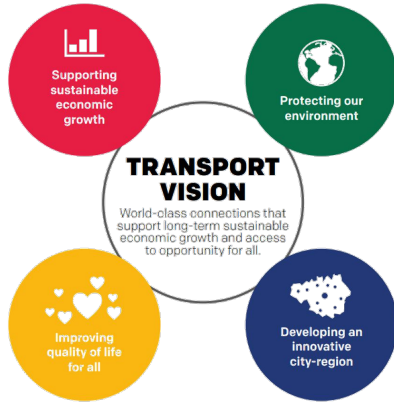 Supporting
sustainable
economic
growth
Protecting our
environment
TRANSPORT
VISION
World-class connections that
support long-term sustainable
economic growth and access
to opportunity for all.
Improving
quality of life
for all
Developing an
innovative
city-region